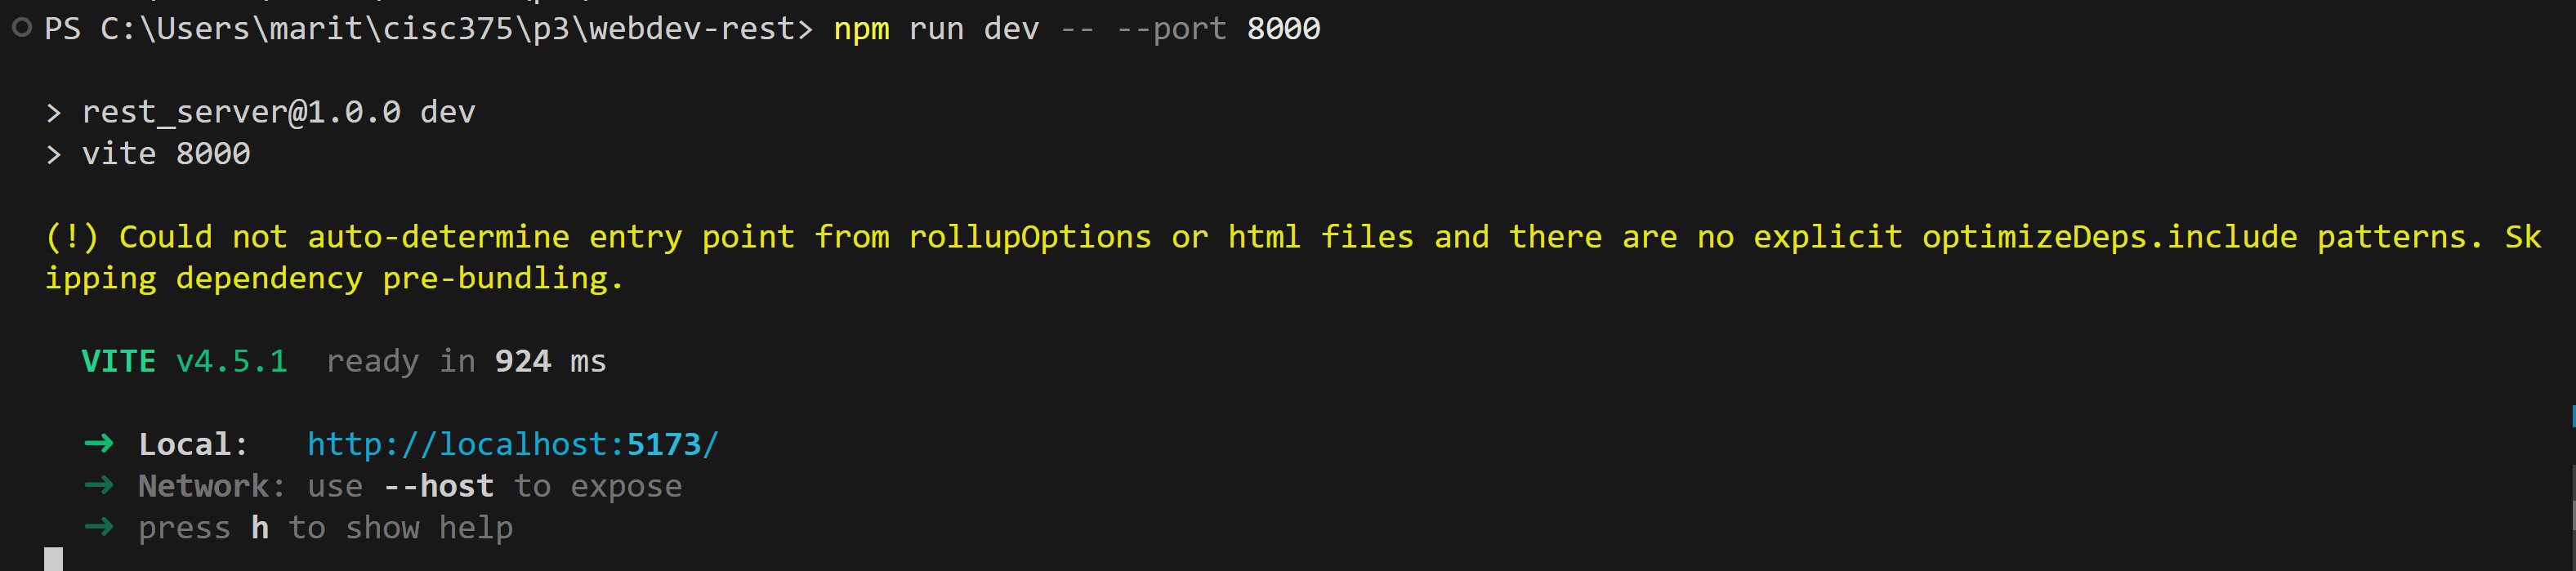 PS C:\Users\marit\cisc375\p3\webdev-rest> npm run dev -- --port 8000
> rest_server@1.0.0 dev
> vite 8000
(!) Could not auto-determine entry point from rollupOptions or html files and there are no explicit optimizeDeps.include patterns. Sk
ipping dependency pre-bundling.
VITE v4.5.1  ready in 924 ms
➜  Local:   http://localhost:5173/
➜  Network: use --host to expose
➜  press h to show help